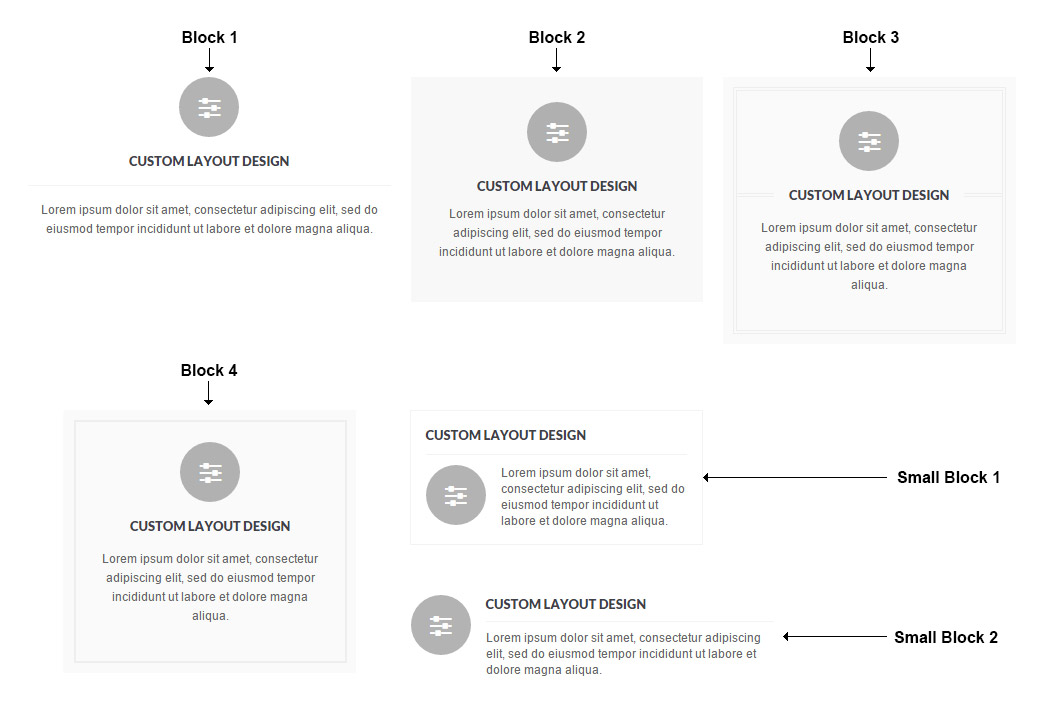 Block 1
CUSTOM LAYOUT DESIGN
Lorem ipsum dolor sit amet, consectetur adipiscing elit, sed do
eiusmod tempor incididunt ut labore et dolore magna aliqua.
Block 2
CUSTOM LAYOUT DESIGN
Lorem ipsum dolor sit amet, consectetur
adipiscing elit, sed do eiusmod tempor
incididunt ut labore et dolore magna aliqua.
Block 3
CUSTOM LAYOUT DESIGN
Lorem ipsum dolor sit amet, consectetur
adipiscing elit, sed do eiusmod tempor
incididunt ut labore et dolore magna
aliqua.
Block 4
CUSTOM LAYOUT DESIGN
Lorem ipsum dolor sit amet, consectetur
adipiscing elit, sed do eiusmod tempor
incididunt ut labore et dolore magna
aliqua.
CUSTOM LAYOUT DESIGN
Lorem ipsum dolor sit amet,
consectetur adipiscing elit, sed do
eiusmod tempor incididunt ut
labore et dolore magna aliqua.
Small Block 1
CUSTOM LAYOUT DESIGN
Lorem ipsum dolor sit amet, consectetur adipiscing
elit, sed do eiusmod tempor incididunt ut labore et
dolore magna aliqua.
Small Block 2